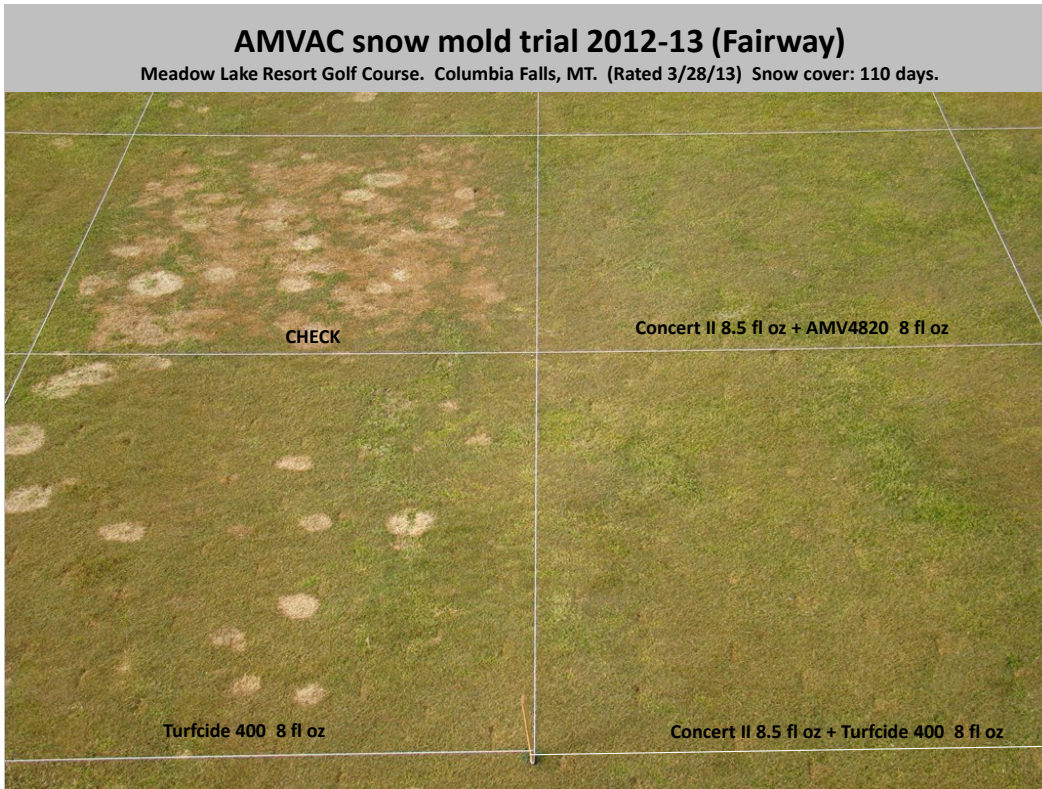 AMVAC snow mold trial 2012-13 (Fairway)
Meadow Lake Resort Golf Course.  Columbia Falls, MT.  (Rated 3/28/13)  Snow cover: 110 days.
CHECK
Concert II 8.5 fl oz + AMV4820  8 fl oz
Turfcide 400  8 fl oz
Concert II 8.5 fl oz + Turfcide 400  8 fl oz